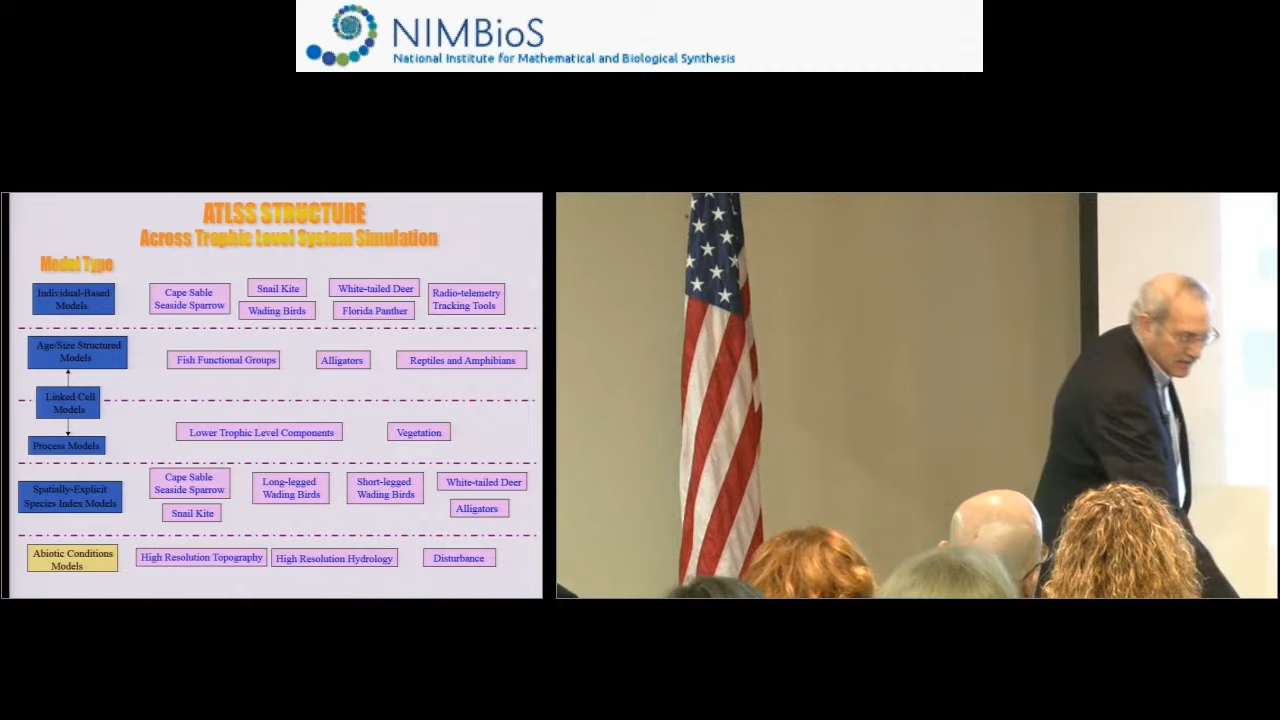 NIMBioS
National Institute for Mathematical and Biological Synthesis
ATLSS STRUCTURE
Across Trophic Level System Simulation
Model Type
Individual-Based
Models
Cape Sable
Seaside Sparrow
Snail Kite
Wading Birds
White-tailed Deer
Florida Panther
Radio-telemetry
Tracking Tools
Age/Size Structured
Models
Fish Functional Groups
Alligators
Reptiles and Amphibians
Linked Cell
Models
Lower Trophic Level Components
Vegetation
Process Models
Spatially-Explicit
Species Index Models
Cape Sable
Seaside Sparrow
Snail Kite
Long-legged
Wading Birds
Short-legged
Wading Birds
White-tailed Deer
Alligators
Abiotic Conditions
Models
High Resolution Topography
High Resolution Hydrology
Disturbance